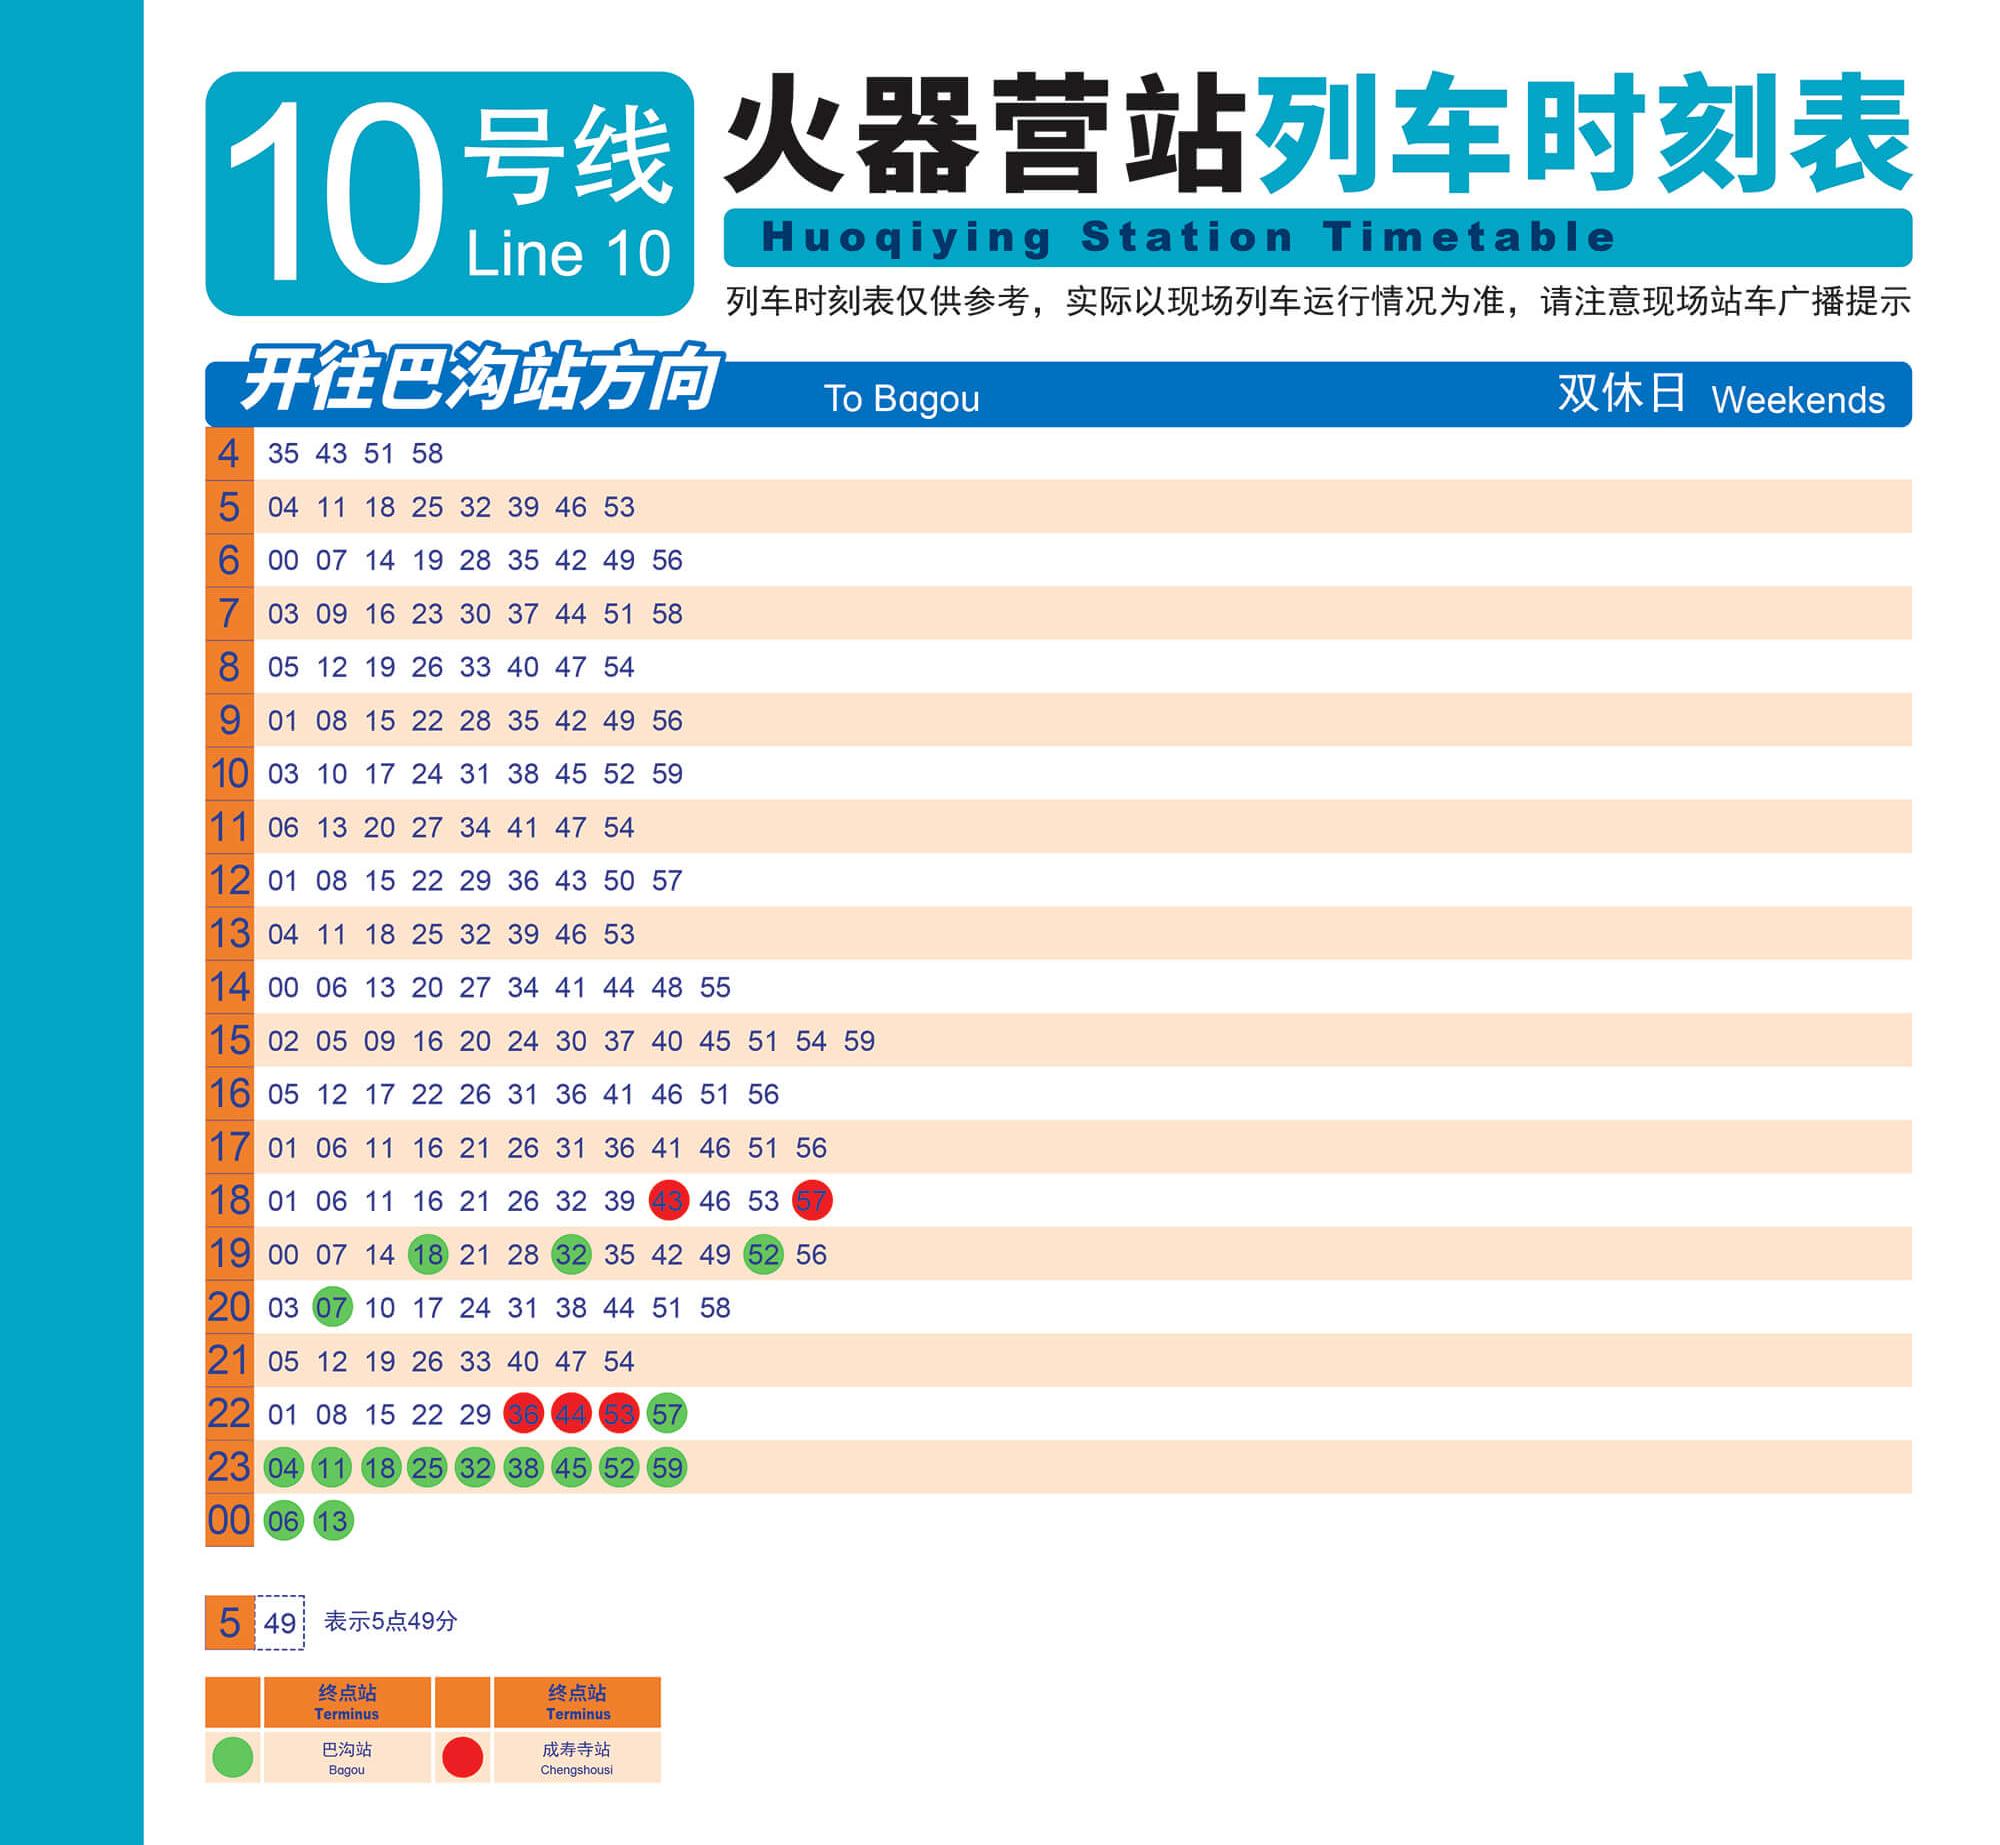 10号线
Line 10
火器营站列车时刻表
Huoqiying Station Timetable
列车时刻表仅供参考，实际以现场列车运行情况为准，请注意现场站车广播提示
开往巴沟站方向 To Bagou 双休日 Weekends
4 35 43 51 58
5 04 11 18 25 32 39 46 53
6 00 07 14 19 28 35 42 49 56
7 03 09 16 23 30 37 44 51 58
8 05 12 19 26 33 40 47 54
9 01 08 15 22 28 35 42 49 56
10 03 10 17 24 31 38 45 52 59
11 06 13 20 27 34 41 47 54
12 01 08 15 22 29 36 43 50 57
13 04 11 18 25 32 39 46 53
14 00 06 13 20 27 34 41 44 48 55
15 02 05 09 16 20 24 30 37 40 45 51 54 59
16 05 12 17 22 26 31 36 41 46 51 56
17 01 06 11 16 21 26 31 36 41 46 51 56
18 01 06 11 16 21 26 32 39 43 46 53 57
19 00 07 14 18 21 28 32 35 42 49 52 56
20 03 07 10 17 24 31 38 44 51 58
21 05 12 19 26 33 40 47 54
22 01 08 15 22 29 36 44 53 57
23 04 11 18 25 32 38 45 52 59
00 06 13
5 49 表示5点49分
终点站 终点站
Terminus Terminus
巴沟站 成寿寺站
Bagou Chengshousi